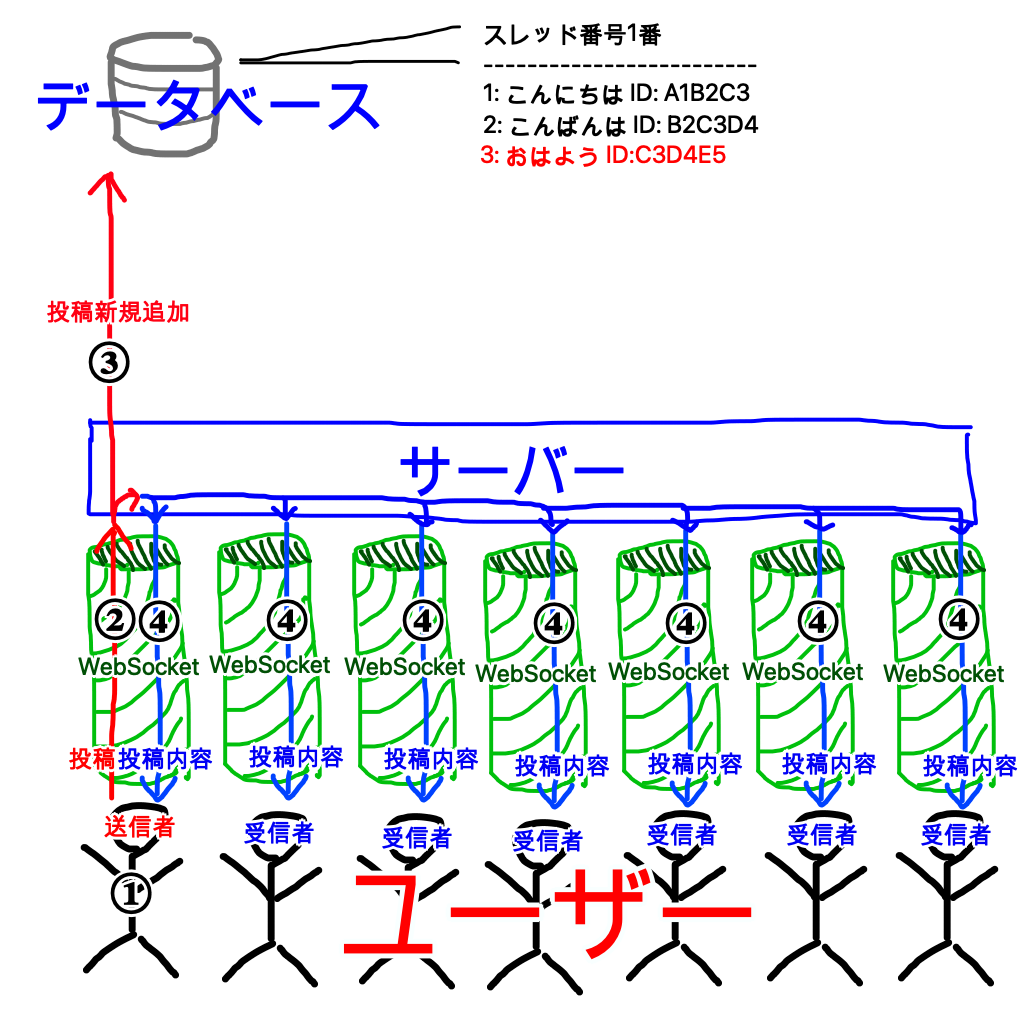 データベース
スレッド番号1番
-------------------------
1: こんにちは ID: A1B2C3
2: こんばんは ID: B2C3D4
3: おはよう ID:C3D4E5
投稿新規追加
③
サーバー
② ④ ④ ④ ④ ④ ④ ④
WebSocket WebSocket WebSocket WebSocket WebSocket WebSocket WebSocket
投稿 投稿内容 投稿内容 投稿内容 投稿内容 投稿内容 投稿内容 投稿内容
送信者 受信者 受信者 受信者 受信者 受信者 受信者
①
ユーザー